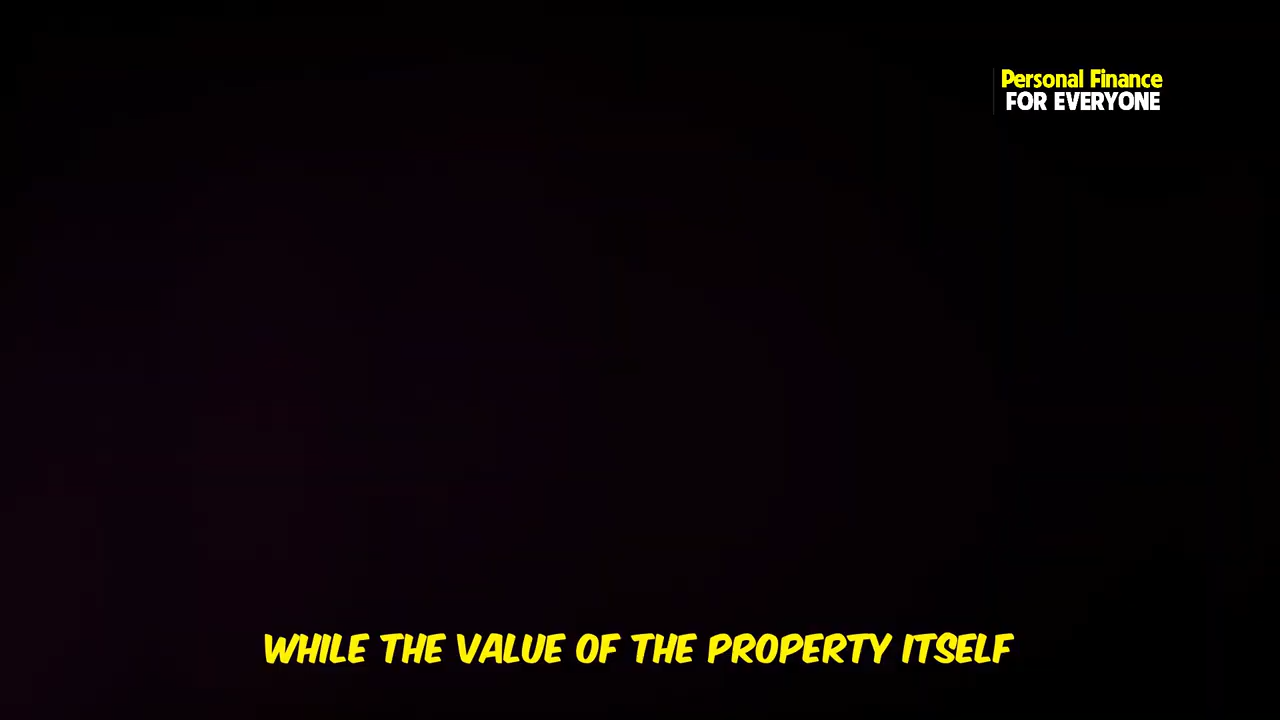 Personal Finance
FOR EVERYONE
WHILE THE VALUE OF THE PROPERTY ITSELF